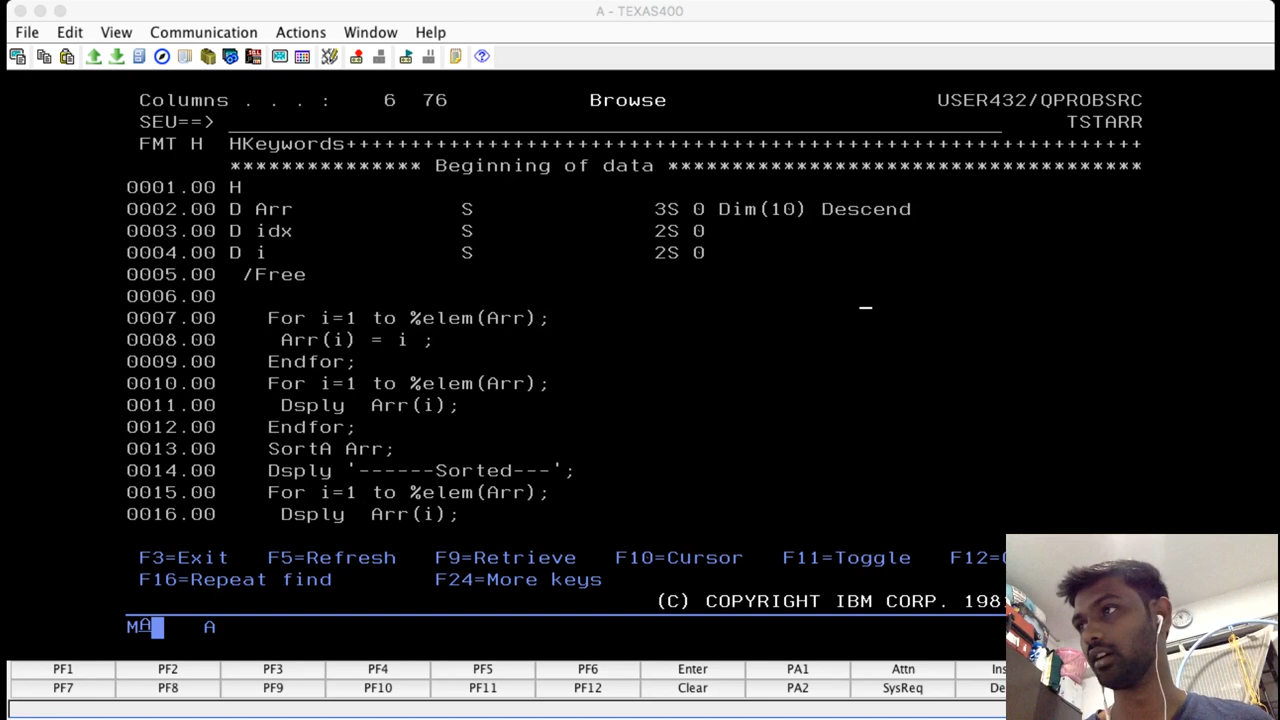 A - TEXAS400
File Edit View Communication Actions Window Help
Columns . . . : 6 76 Browse USER432/QPROBSRC
SEU==> TSTARR
FMT H HKeywords++++++++++++++++++++++++++++++++++++++++++++++++++++++++++++++
*************** Beginning of data *************************************
0001.00 H
0002.00 D Arr S 3S 0 Dim(10) Descend
0003.00 D idx S 2S 0
0004.00 D i S 2S 0
0005.00 /Free
0006.00
0007.00 For i=1 to %elem(Arr);
0008.00 Arr(i) = i ;
0009.00 Endfor;
0010.00 For i=1 to %elem(Arr);
0011.00 Dsply Arr(i);
0012.00 Endfor;
0013.00 SortA Arr;
0014.00 Dsply '------Sorted---';
0015.00 For i=1 to %elem(Arr);
0016.00 Dsply Arr(i);
F3=Exit F5=Refresh F9=Retrieve F10=Cursor F11=Toggle F12=
F16=Repeat find F24=More keys
(C) COPYRIGHT IBM CORP. 198
MA A
PF1 PF2 PF3 PF4 PF5 PF6 Enter PA1 Attn
PF7 PF8 PF9 PF10 PF11 PF12 Clear PA2 SysReq